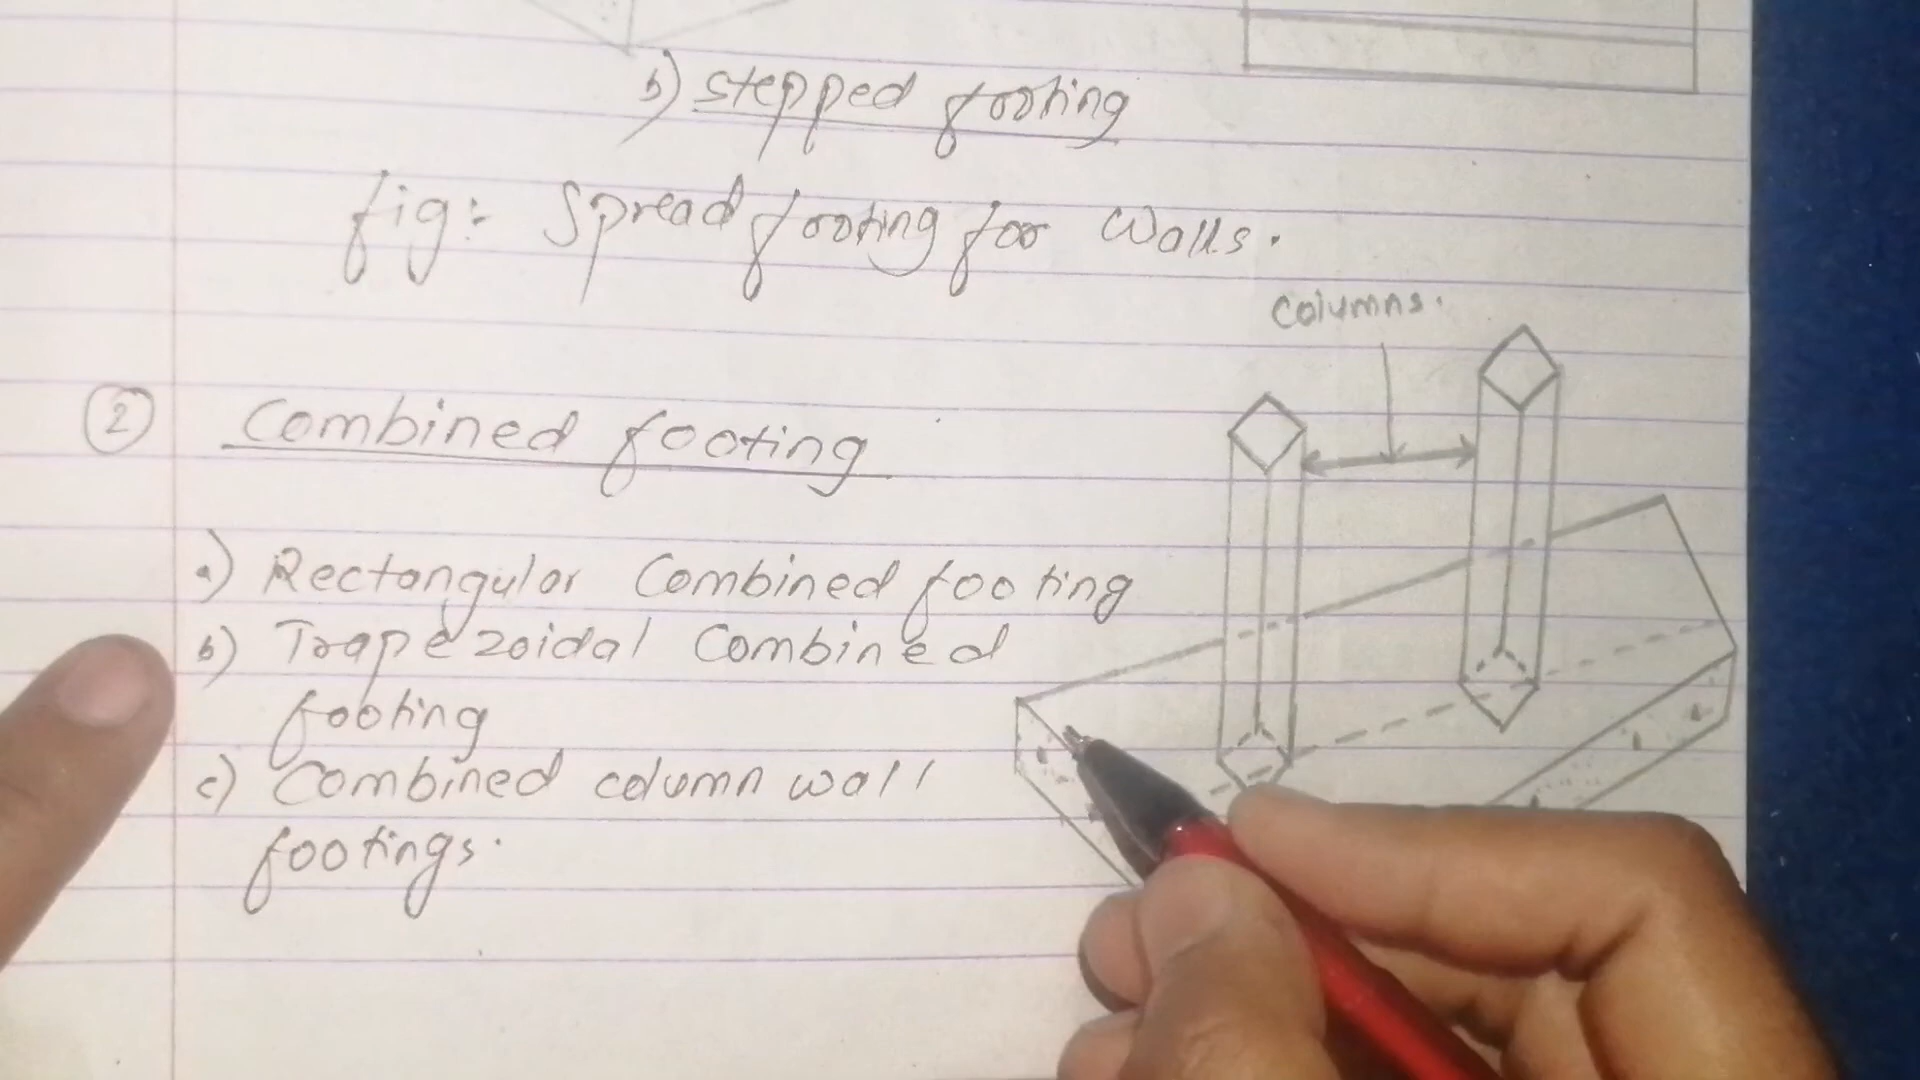 b) stepped footing
fig:- Spread footing for Walls.
Columns.
② Combined footing
a) Rectangular Combined footing
b) Trapezoidal Combined
footing
c) Combined column wall
footings.